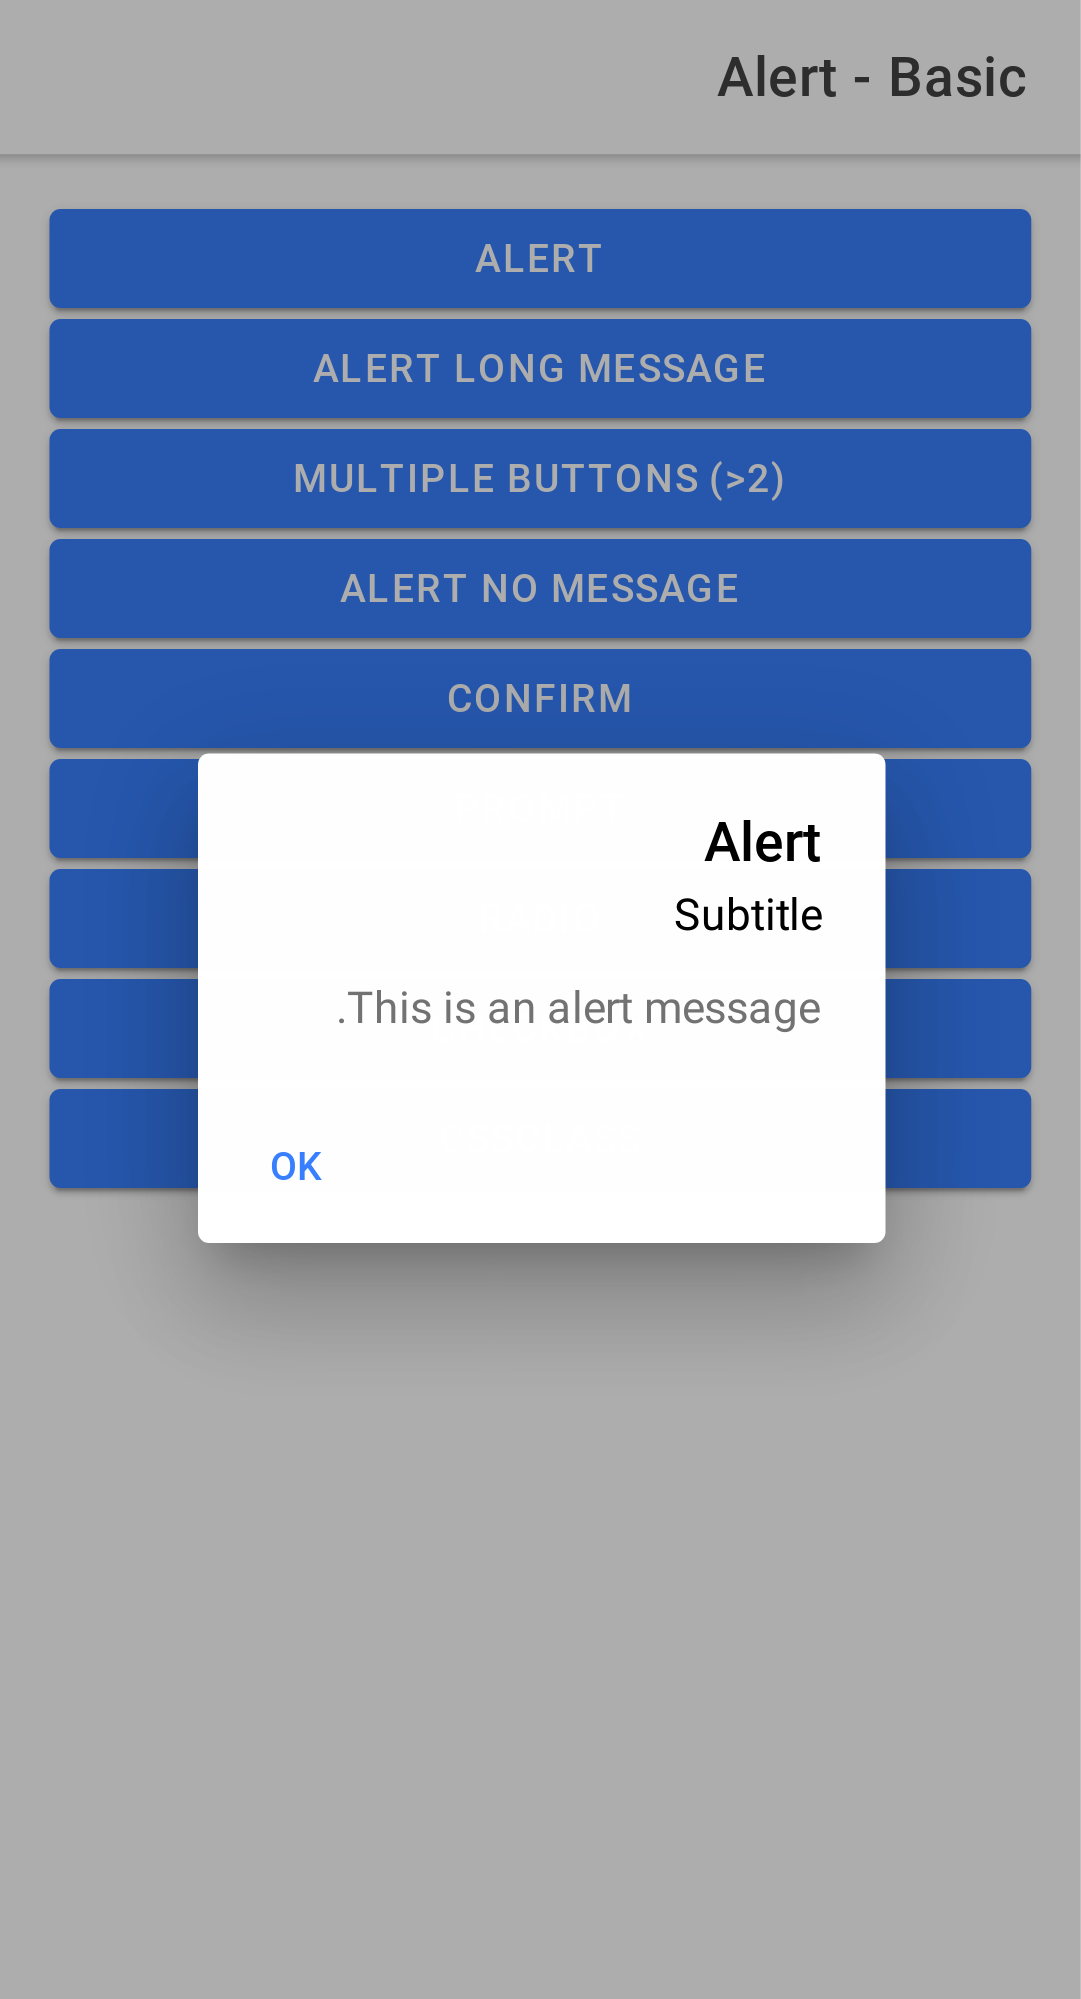 Alert - Basic
ALERT
ALERT LONG MESSAGE
MULTIPLE BUTTONS (>2)
ALERT NO MESSAGE
CONFIRM
Alert
Subtitle
.This is an alert message
OK